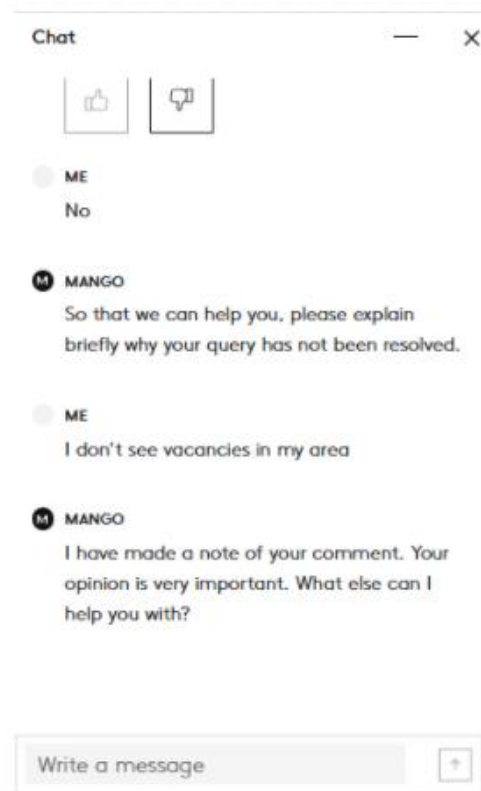 Chat
ME
No
M MANGO
So that we can help you, please explain
briefly why your query has not been resolved.
ME
I don't see vacancies in my area
M MANGO
I have made a note of your comment. Your
opinion is very important. What else can I
help you with?
Write a message